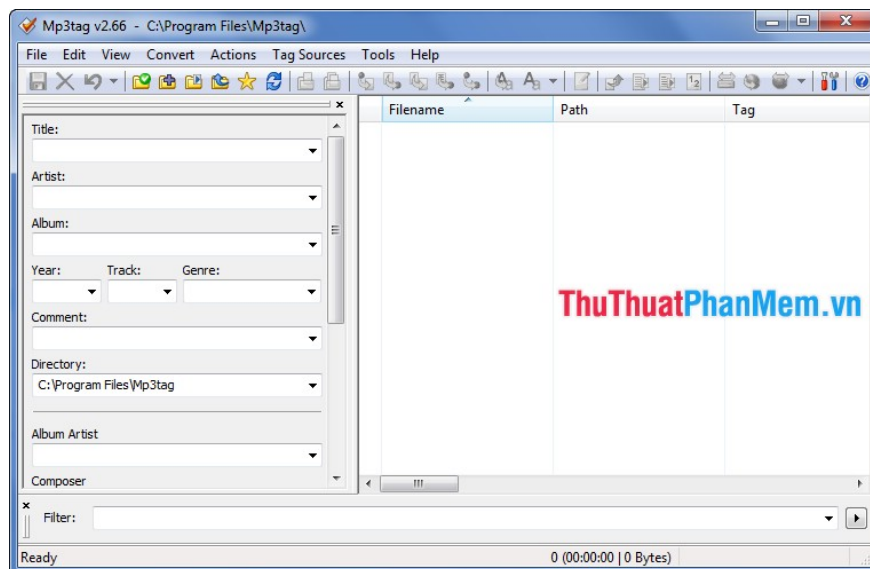 Mp3tag v2.66 - C:\Program Files\Mp3tag\
File Edit View Convert Actions Tag Sources Tools Help
Filename Path Tag
Title:
Artist:
Album:
Year: Track: Genre:
Comment:
Directory:
C:\Program Files\Mp3tag
Album Artist
Composer
ThuThuatPhanMem.vn
Filter:
Ready 0 (00:00:00 | 0 Bytes)